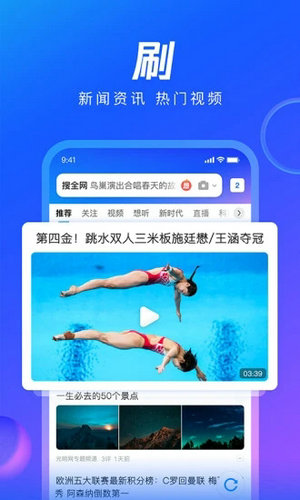 刷
新闻资讯 热门视频
9:41
搜全网 鸟巢演出合唱春天的故
2
推荐 关注 视频 想听 新时代 直播 科
第四金！跳水双人三米板施廷懋/王涵夺冠
03:39
一生必去的50个景点
光明网专题频道 3评 1天前
欧洲五大联赛最新积分榜：C罗回曼联 梅
秀 阿森纳倒数第一